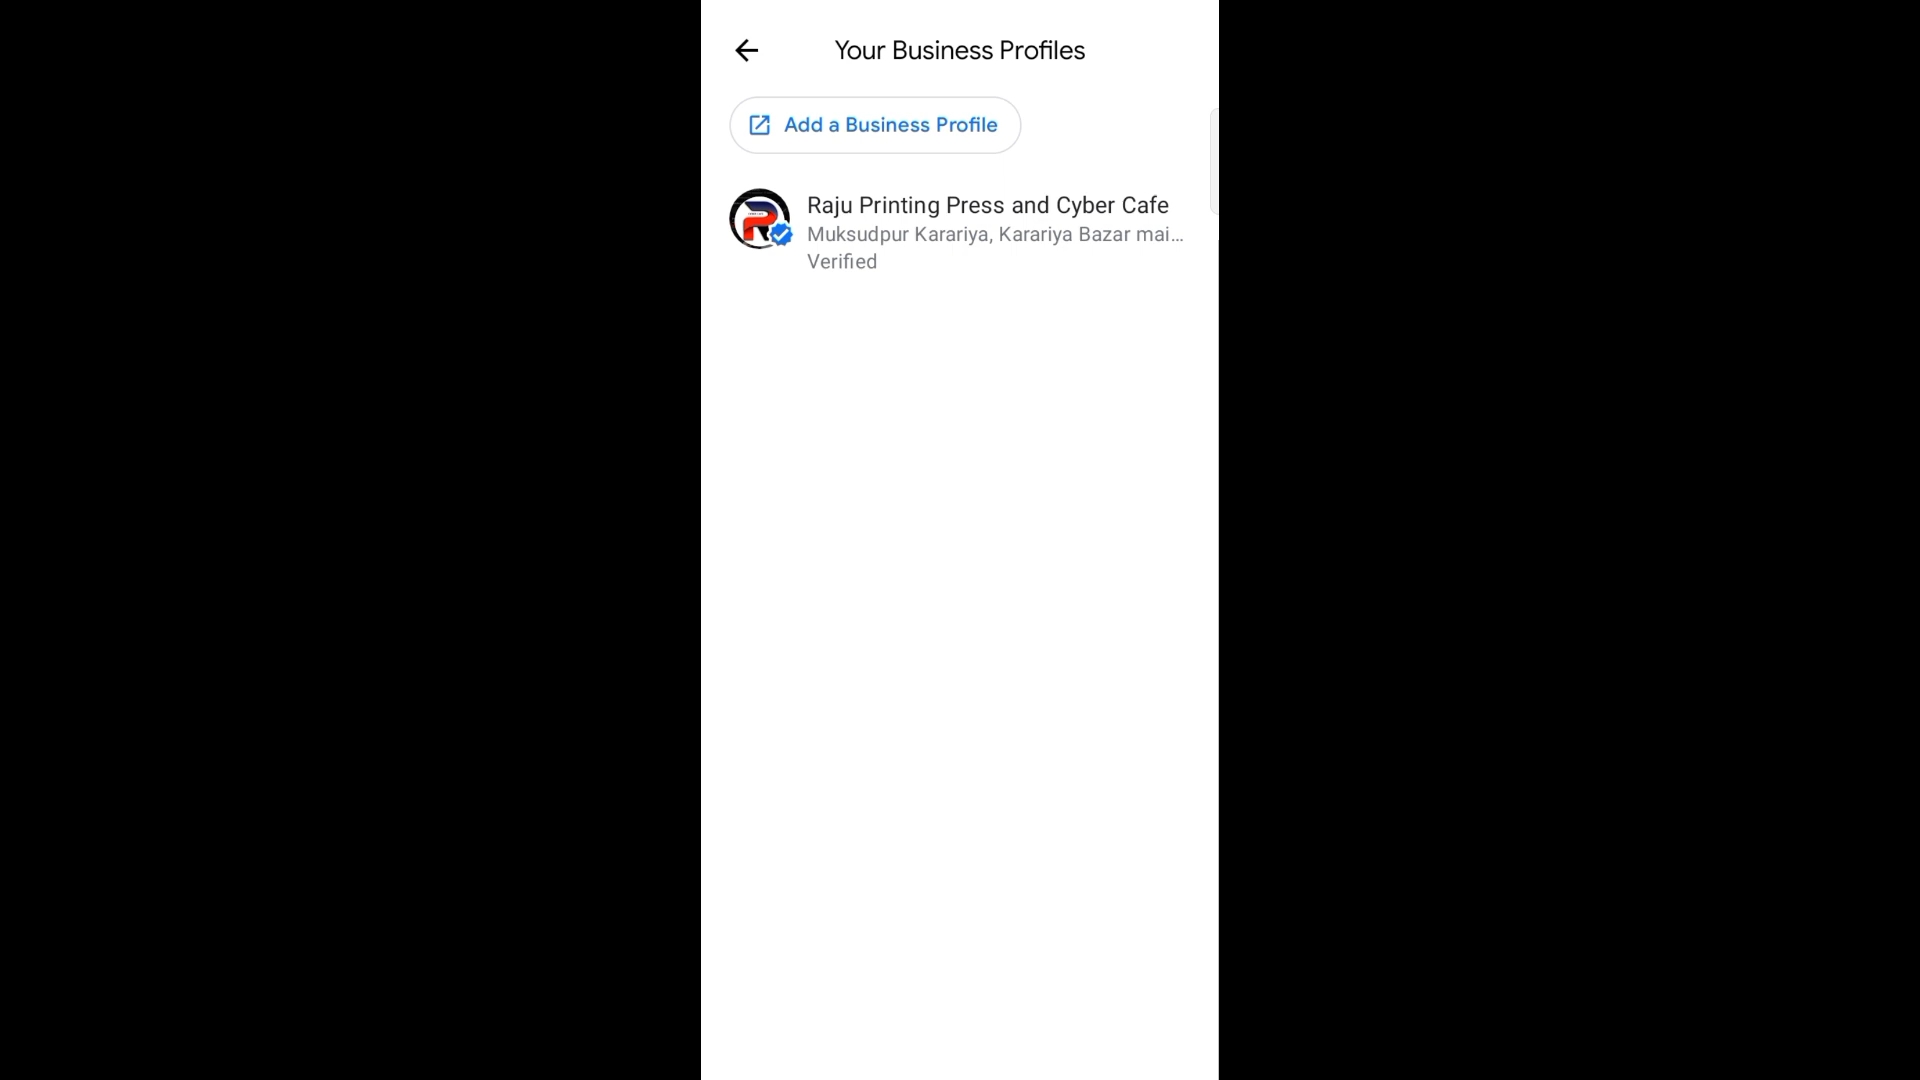 Your Business Profiles
Add a Business Profile
Raju Printing Press and Cyber Cafe
Muksudpur Karariya, Karariya Bazar mai...
Verified